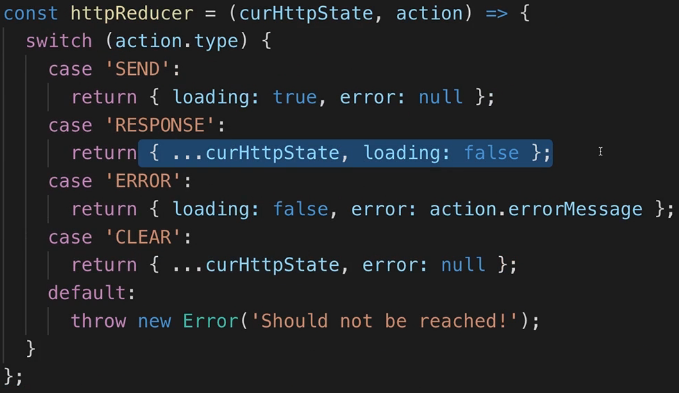 const httpReducer = (curHttpState, action) => {
  switch (action.type) {
    case 'SEND':
      return { loading: true, error: null };
    case 'RESPONSE':
      return { ...curHttpState, loading: false };
    case 'ERROR':
      return { loading: false, error: action.errorMessage };
    case 'CLEAR':
      return { ...curHttpState, error: null };
    default:
      throw new Error('Should not be reached!');
  }
};